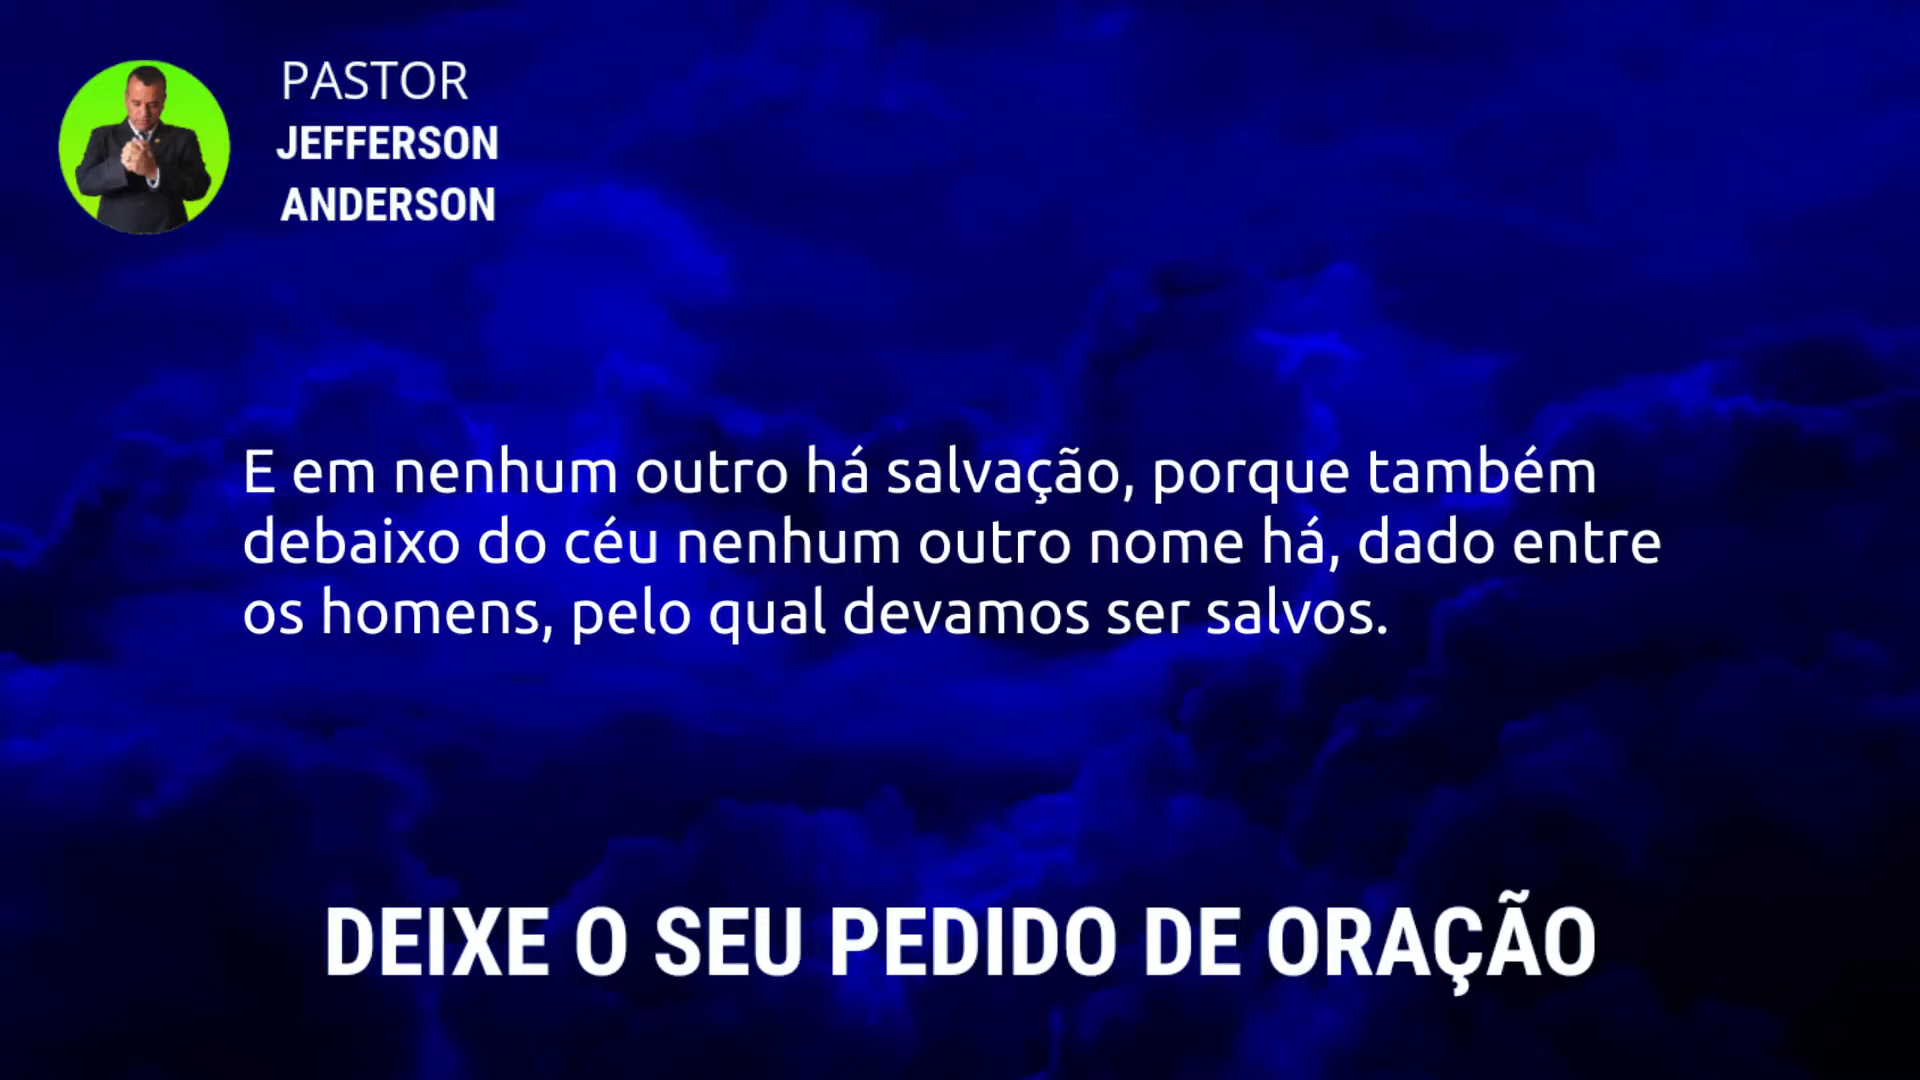 PASTOR
JEFFERSON
ANDERSON
E em nenhum outro há salvação, porque também
debaixo do céu nenhum outro nome há, dado entre
os homens, pelo qual devamos ser salvos.
DEIXE O SEU PEDIDO DE ORAÇÃO